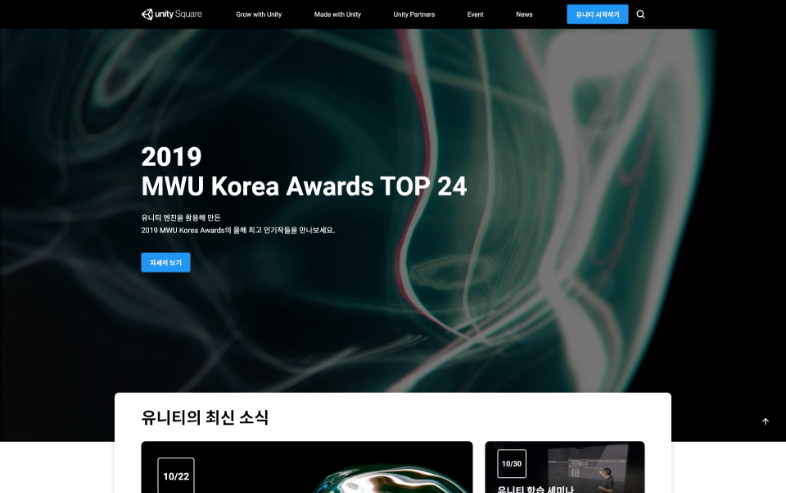 unity Square
Grow with Unity
Made with Unity
Unity Partners
Event
News
유니티 시작하기
2019
MWU Korea Awards TOP 24
유니티 엔진을 활용해 만든
2019 MWU Korea Awards의 올해 최고 인기작들을 만나보세요.
자세히 보기
유니티의 최신 소식
10/22
10/30
유니티 학습 세미나